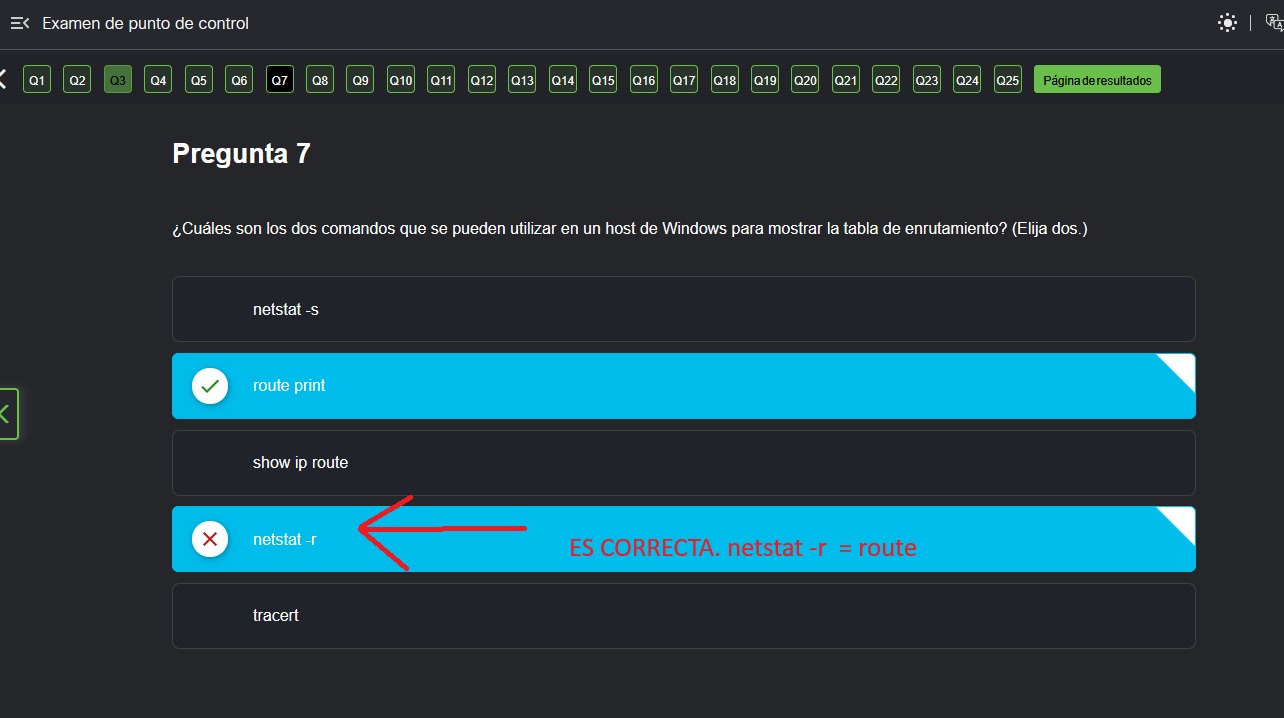 Examen de punto de control
Q1 Q2 Q3 Q4 Q5 Q6 Q7 Q8 Q9 Q10 Q11 Q12 Q13 Q14 Q15 Q16 Q17 Q18 Q19 Q20 Q21 Q22 Q23 Q24 Q25 Página de resultados
Pregunta 7
¿Cuáles son los dos comandos que se pueden utilizar en un host de Windows para mostrar la tabla de enrutamiento? (Elija dos.)
netstat -s
route print
show ip route
netstat -r
ES CORRECTA. netstat -r = route
tracert